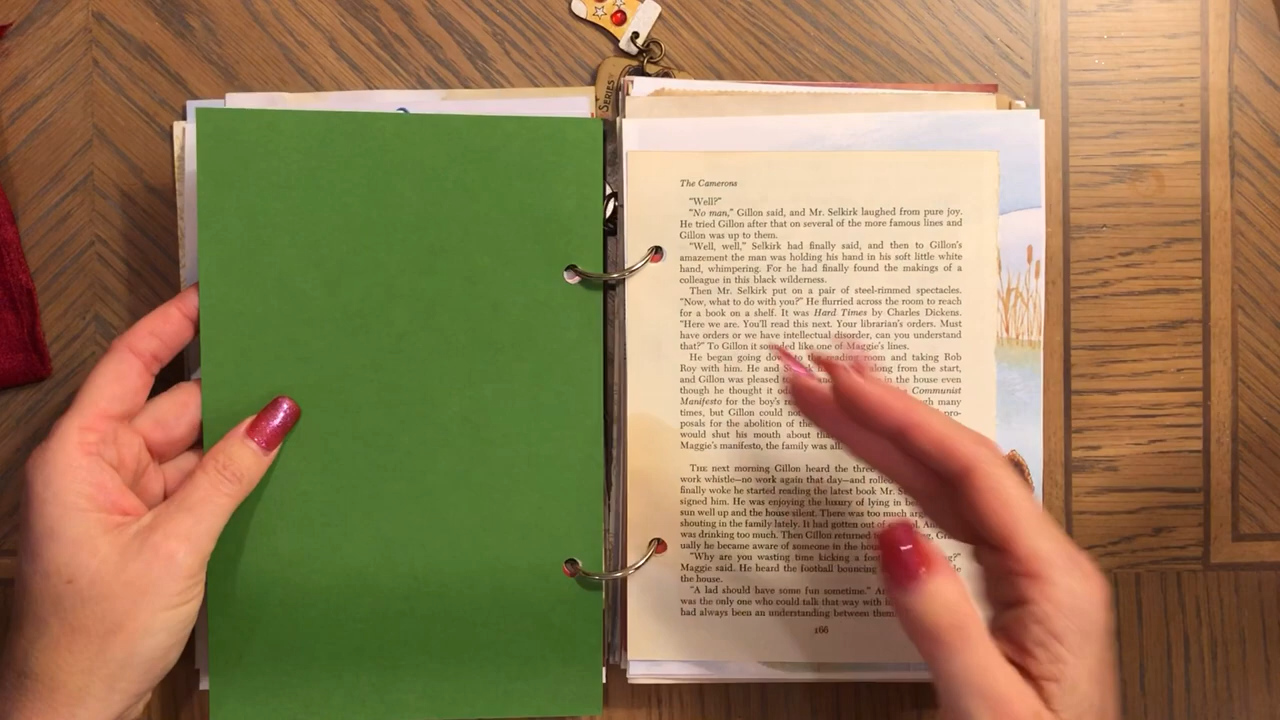 SERIES
The Camerons
"Well?"
"No man," Gillon said, and Mr. Selkirk laughed from pure joy.
He tried Gillon after that on several of the more famous lines and
Gillon was up to them.
"Well, well," Selkirk had finally said, and then to Gillon's
amazement the man was holding his hand in his soft little white
hand, whimpering. For he had finally found the makings of a
colleague in this black wilderness.
Then Mr. Selkirk put on a pair of steel-rimmed spectacles.
"Now, what to do with you?" He flurried across the room to reach
for a book on a shelf. It was Hard Times by Charles Dickens.
"Here we are. You'll read this next. Your librarian's orders. Must
have orders or we have intellectual disorder, can you understand
that?" To Gillon it sounded like one of Maggie's lines.
He began going down to the reading room and taking Rob
Roy with him. He and along from the start,
and Gillon was pleased in the house even
though he thought it Communist
Manifesto for the boy's through many
times, but Gillon could not pro-
posals for the abolition of the
would shut his mouth about
Maggie's manifesto, the family was all
THE next morning Gillon heard the three
work whistle—no work again that day—and rolled
finally woke he started reading the latest book Mr.
signed him. He was enjoying the luxury of lying in
sun well up and the house silent. There was too much
shouting in the family lately. It had gotten out of
was drinking too much. Then Gillon returned
ually he became aware of someone in the
"Why are you wasting time kicking a
Maggie said. He heard the football bouncing
the house.
"A lad should have some fun sometime."
was the only one who could talk that way with
had always been an understanding between
166